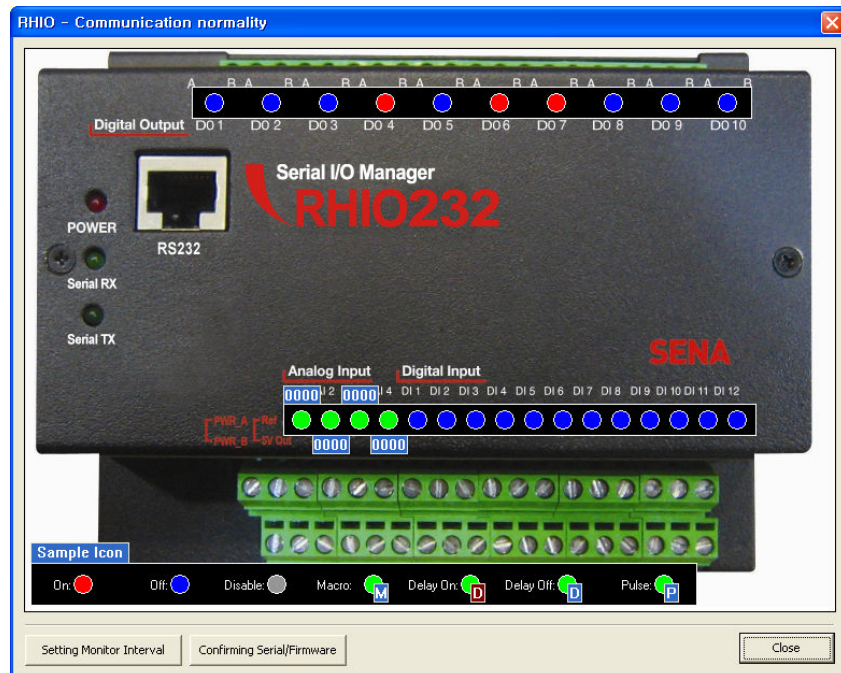 RHIO - Communication normality
A B A B A B A B A B A B A B A B A B A B
Digital Output DO 1 DO 2 DO 3 DO 4 DO 5 DO6 DO 7 DO 8 DO 9 DO 10
Serial I/O Manager
RHIO232
POWER
RS232
Serial RX
Serial TX
SENA
Analog Input Digital Input
0000 I 2 0000 I 4 DI 1 DI 2 DI 3 DI 4 DI 5 DI 6 DI 7 DI 8 DI 9 DI 10 DI 11 DI 12
PWR_A Ref
PWR_B 5V Out
0000 0000
Sample Icon
On: Off: Disable: Macro: M Delay On: D Delay Off: D Pulse: P
Setting Monitor Interval Confirming Serial/Firmware Close